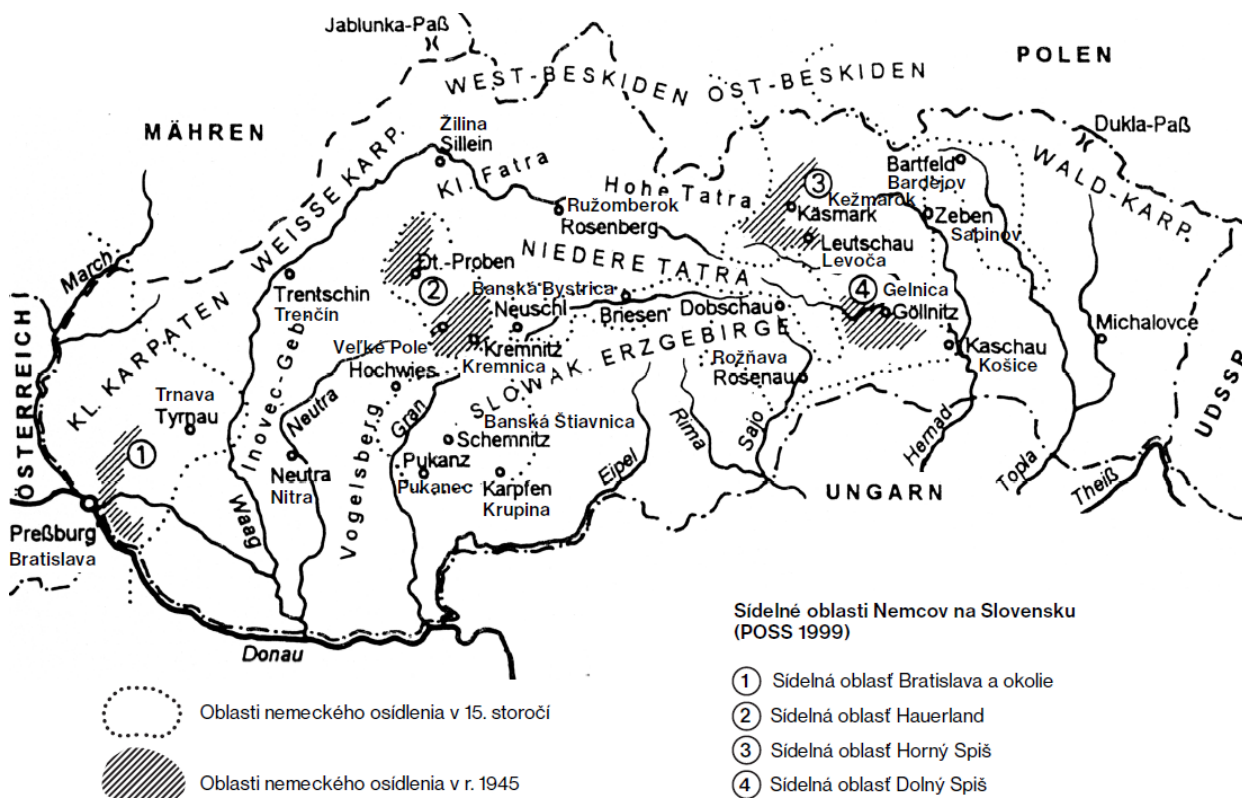 Jablunka-Paß
POLEN
WEST-BESKIDEN
OST-BESKIDEN
MÄHREN
Dukla-Paß
Žilina
Sillein
WEISSE KARP.
Kl. Fatra
Hohe Tatra
3
Kežmarok
Käsmark
Bartfeld
Bardejov
WALD-KARP.
Ružomberok
Rosenberg
Zeben
Sabinov
Leutschau
Levoča
March
Dt.-Proben
NIEDERE TATRA
2
4
Gelnica
Göllnitz
Trentschin
Trenčín
Banská Bystrica
Neuschl
Briesen
Dobschau
Michalovce
KL. KARPATEN
Inovec-Geb.
Veľké Pole
Hochwies
Kremnitz
Kremnica
SLOWAK. ERZGEBIRGE
Rožňava
Rosenau
Kaschau
Košice
UDSSR
ÖSTERREICH
Trnava
Tyrnau
Neutra
Gran
Banská Štiavnica
Schemnitz
1
Neutra
Nitra
Vogelsberg
Pukanz
Pukanec
Karpfen
Krupina
Eipel
Rima
Sajo
Hernad
Topla
Theiß
UNGARN
Waag
Preßburg
Bratislava
Donau
Sídelné oblasti Nemcov na Slovensku
(POSS 1999)
1 Sídelná oblasť Bratislava a okolie
2 Sídelná oblasť Hauerland
3 Sídelná oblasť Horný Spiš
4 Sídelná oblasť Dolný Spiš
Oblasti nemeckého osídlenia v 15. storočí
Oblasti nemeckého osídlenia v r. 1945